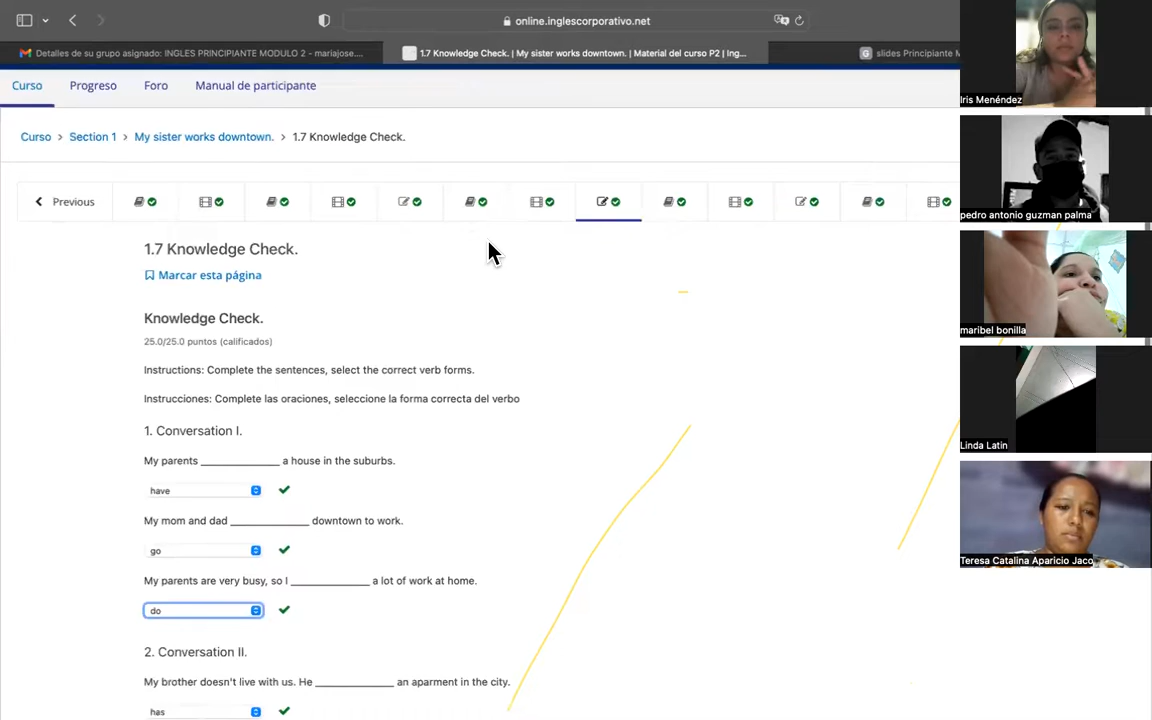 online.inglescorporativo.net
Detalles de su grupo asignado: INGLES PRINCIPIANTE MODULO 2 - mariajose....
1.7 Knowledge Check. | My sister works downtown. | Material del curso P2 | Ing...
slides Principiante M
Curso
Progreso
Foro
Manual de participante
Curso > Section 1 > My sister works downtown. > 1.7 Knowledge Check.
Previous
1.7 Knowledge Check.
Marcar esta página
Knowledge Check.
25.0/25.0 puntos (calificados)
Instructions: Complete the sentences, select the correct verb forms.
Instrucciones: Complete las oraciones, seleccione la forma correcta del verbo
1. Conversation I.
My parents ______________ a house in the suburbs.
have
My mom and dad ______________ downtown to work.
go
My parents are very busy, so I ______________ a lot of work at home.
do
2. Conversation II.
My brother doesn't live with us. He ______________ an aparment in the city.
has
Iris Menéndez
pedro antonio guzman palma
maribel bonilla
Linda Latin
Teresa Catalina Aparicio Jaco